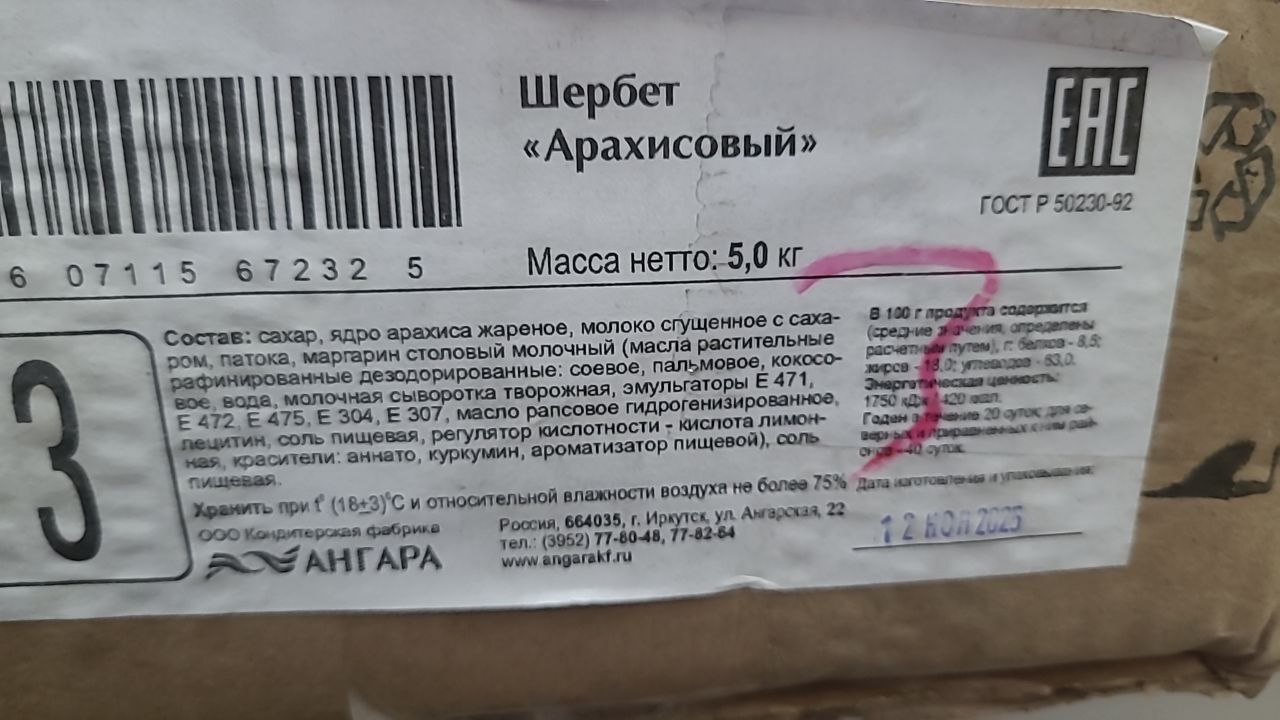 6 07115 67232 5
Шербет
«Арахисовый»
Масса нетто: 5,0 кг
EAC
ГОСТ Р 50230-92
3
Состав: сахар, ядро арахиса жареное, молоко сгущенное с саха-
ром, патока, маргарин столовый молочный (масла растительные
рафинированные дезодорированные: соевое, пальмовое, кокосо-
вое, вода, молочная сыворотка творожная, эмульгаторы Е 471,
Е 472, Е 475, Е 304, Е 307, масло рапсовое гидрогенизированное,
лецитин, соль пищевая, регулятор кислотности - кислота лимон-
ная, красители: аннато, куркумин, ароматизатор пищевой), соль
пищевая.
В 100 г продукта содержится
(средние значения, определены
расчетным путем), г: белков - 8,5;
жиров - 18,0; углеводов - 63,0.
Энергетическая ценность:
1750 кДж 420 ккал.
Годен в течение 20 суток; для се-
верных и приравненных к ним рай-
онов - 40 суток.
3
Хранить при t° (18±3)°С и относительной влажности воздуха не более 75%
Дата изготовления и упаковывания:
12 2025
ООО Кондитерская фабрика
АНГАРА
Россия, 664035, г. Иркутск, ул. Ангарская, 22
тел.: (3952) 77-80-48, 77-82-64
www.angarakf.ru